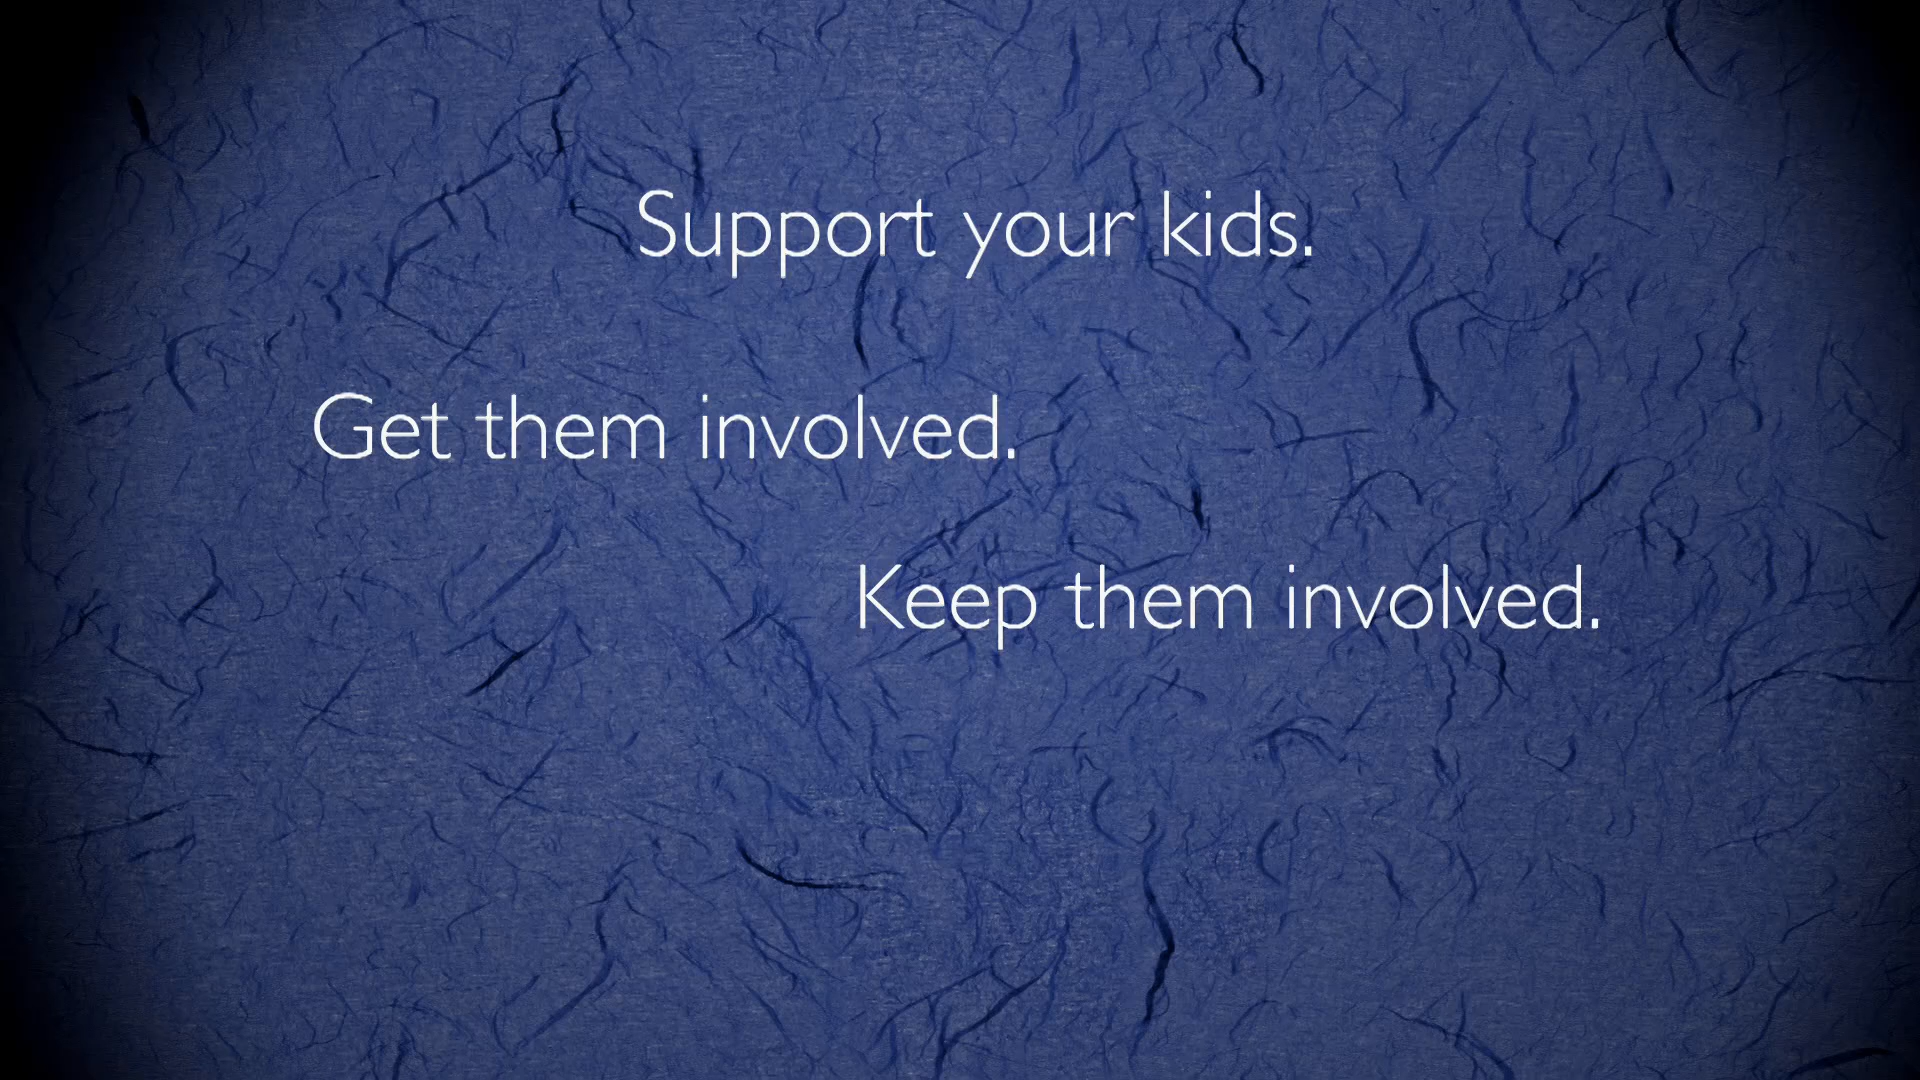 Support your kids.
Get them involved.
Keep them involved.